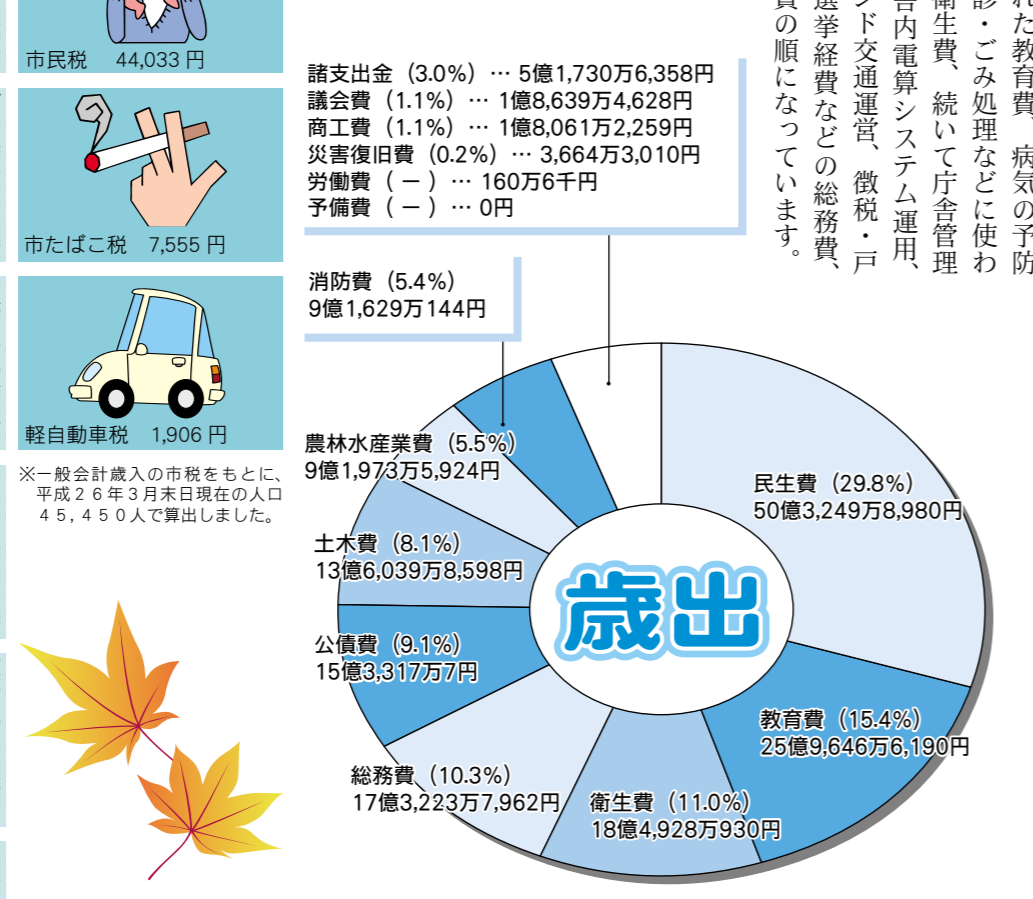 れた教育費、病気の予防
診・ごみ処理などに使わ
衛生費、続いて庁舎管理
害内電算システム運用、
ンド交通運営、徴税・戸
選挙経費などの総務費、
費の順になっています。
市民税 44,033 円
市たばこ税 7,555 円
軽自動車税 1,906 円
※一般会計歳入の市税をもとに、
平成26年3月末日現在の人口
45,450人で算出しました。
諸支出金（3.0%）… 5億1,730万6,358円
議会費（1.1%）… 1億8,639万4,628円
商工費（1.1%）… 1億8,061万2,259円
災害復旧費（0.2%）… 3,664万3,010円
労働費（ － ）… 160万6千円
予備費（ － ）… 0円
消防費（5.4%）
9億1,629万144円
農林水産業費（5.5%）
9億1,973万5,924円
土木費（8.1%）
13億6,039万8,598円
公債費（9.1%）
15億3,317万7円
総務費（10.3%）
17億3,223万7,962円
衛生費（11.0%）
18億4,928万930円
教育費（15.4%）
25億9,646万6,190円
民生費（29.8%）
50億3,249万8,980円
歳出